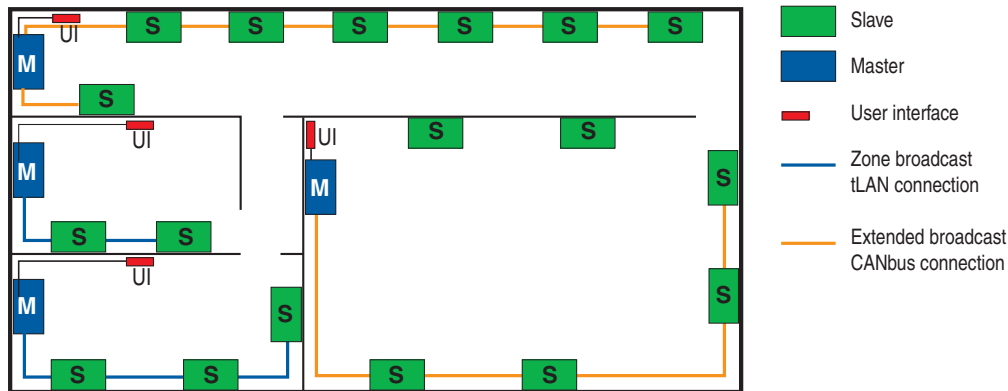 UI
S
S
S
S
S
S
M
S
UI
M
S
S
UI
M
S
S
S
UI
S
S
M
S
S
S
S
Slave
Master
User interface
Zone broadcast
tLAN connection
Extended broadcast
CANbus connection